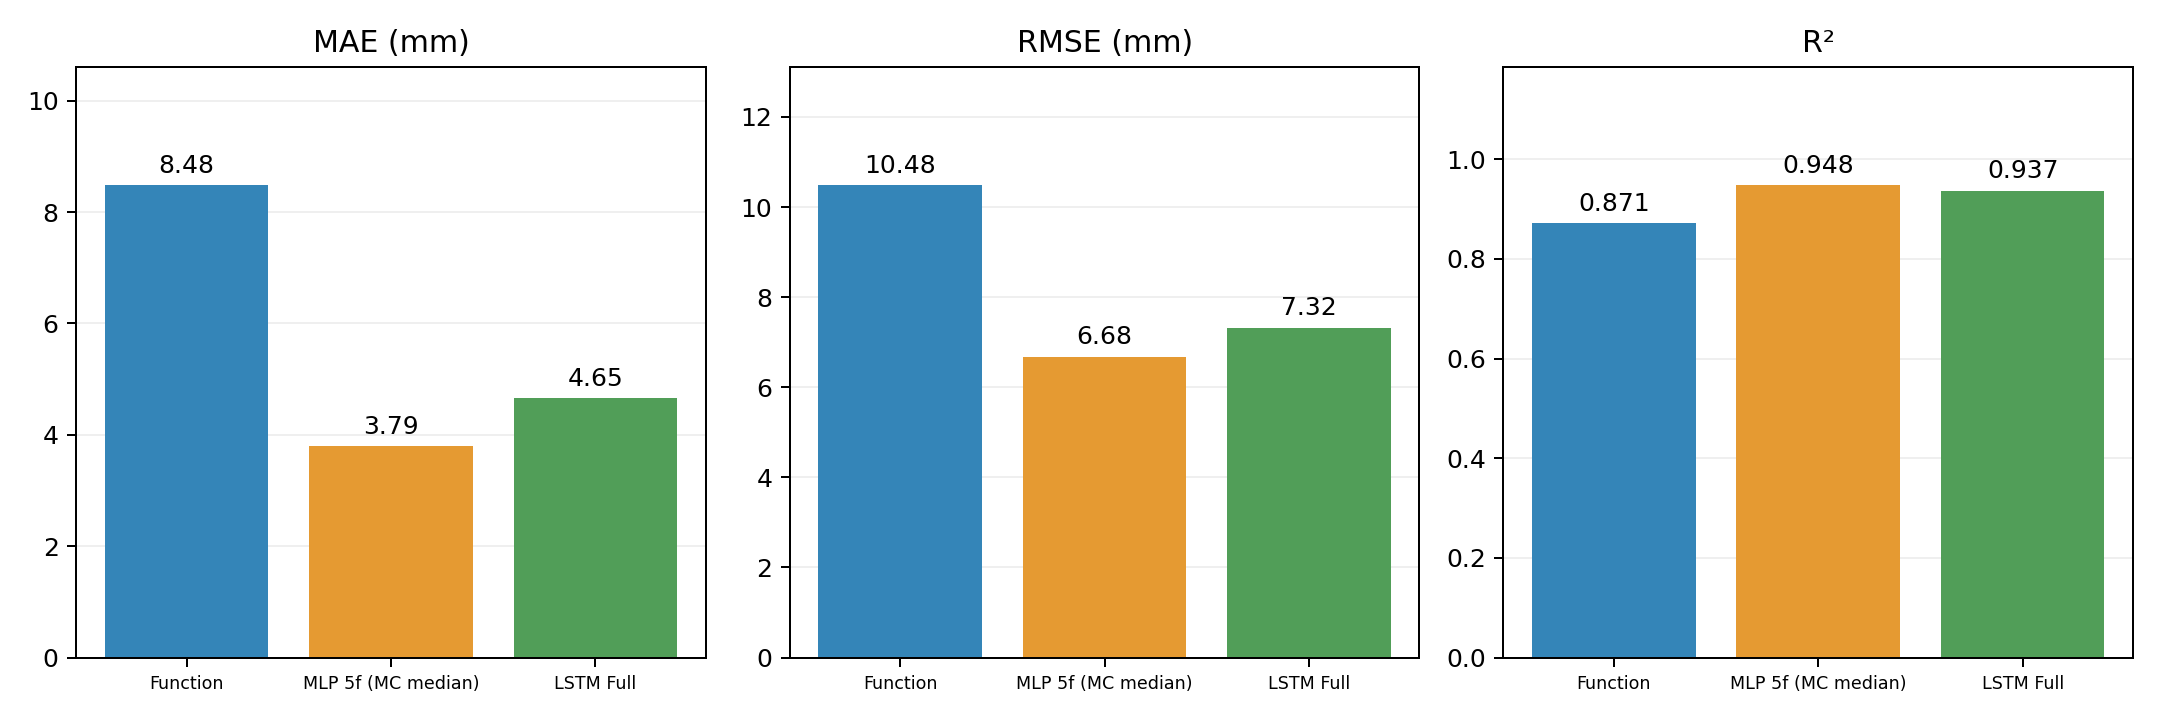 MAE (mm)
10
8
6
4
2
0
8.48
3.79
4.65
Function
MLP 5f (MC median)
LSTM Full
RMSE (mm)
12
10
8
6
4
2
0
10.48
6.68
7.32
Function
MLP 5f (MC median)
LSTM Full
R²
1.0
0.8
0.6
0.4
0.2
0.0
0.871
0.948
0.937
Function
MLP 5f (MC median)
LSTM Full